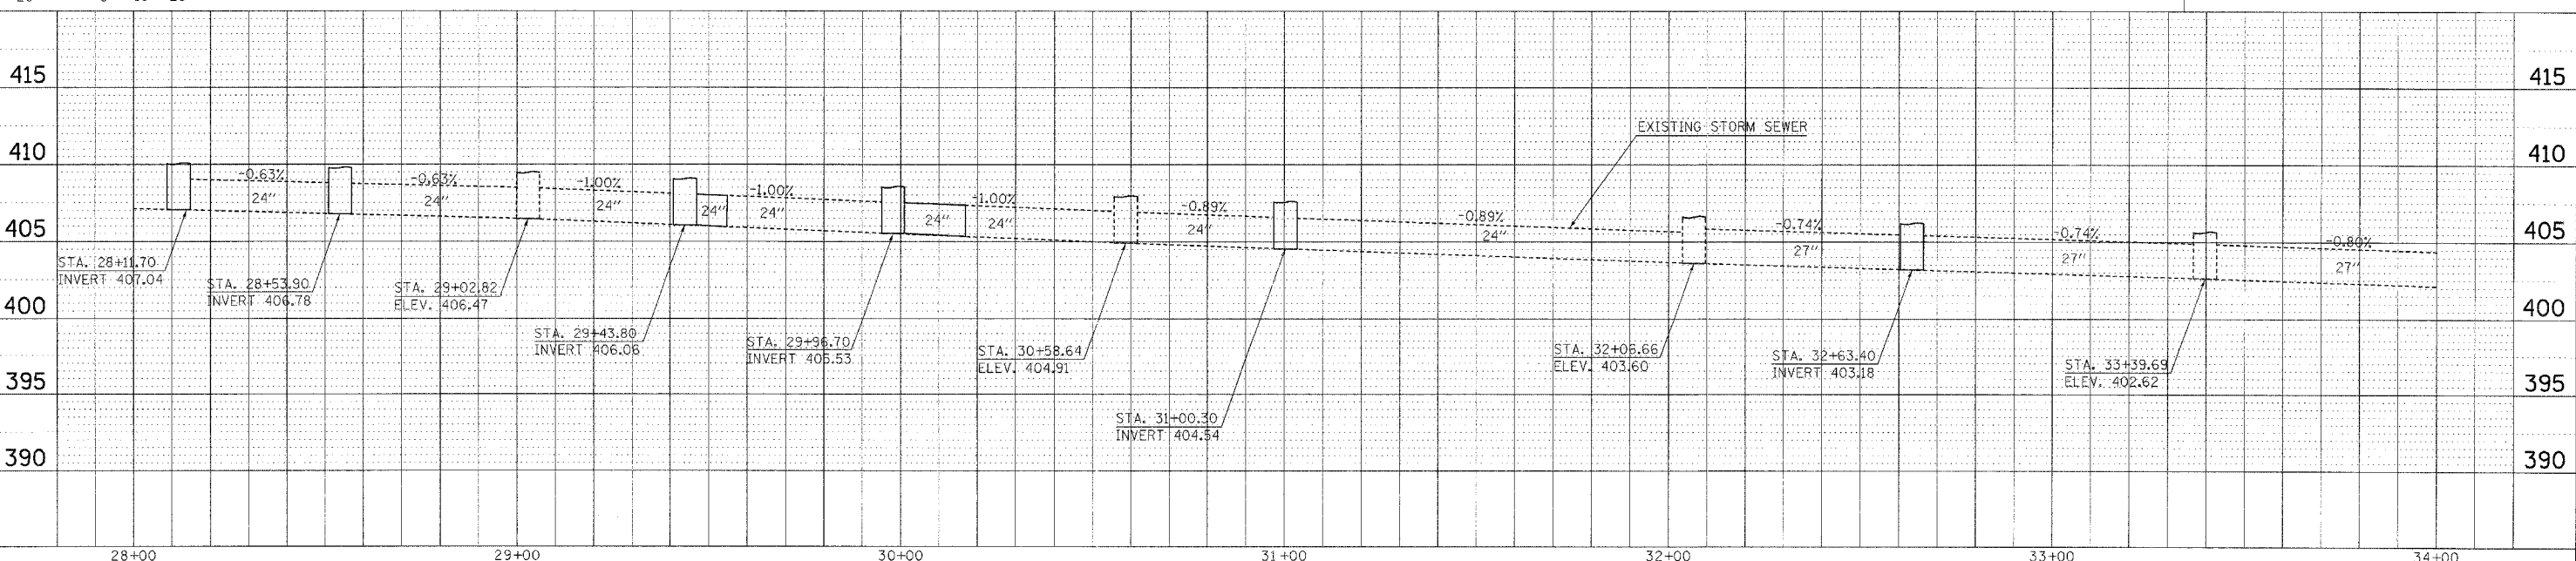 415
415
EXISTING STORM SEWER
410
410
-0.63%
-0.63%
-1.00%
-1.00%
-1.00%
-0.89%
-0.89%
-0.74%
-0.74%
-0.80%
24"
24"
24"
24"
24"
24"
24"
24"
24"
27"
27"
27"
405
405
STA. 28+11.70
INVERT 407.04
STA. 28+53.90
INVERT 406.78
STA. 29+02.82
ELEV. 406.47
400
400
STA. 29+43.80
INVERT 406.06
STA. 29+96.70
INVERT 405.53
STA. 30+58.64
ELEV. 404.91
STA. 32+06.66
ELEV. 403.60
STA. 32+63.40
INVERT 403.18
STA. 33+39.69
ELEV. 402.62
395
395
STA. 31+00.30
INVERT 404.54
390
390
28+00
29+00
30+00
31+00
32+00
33+00
34+00